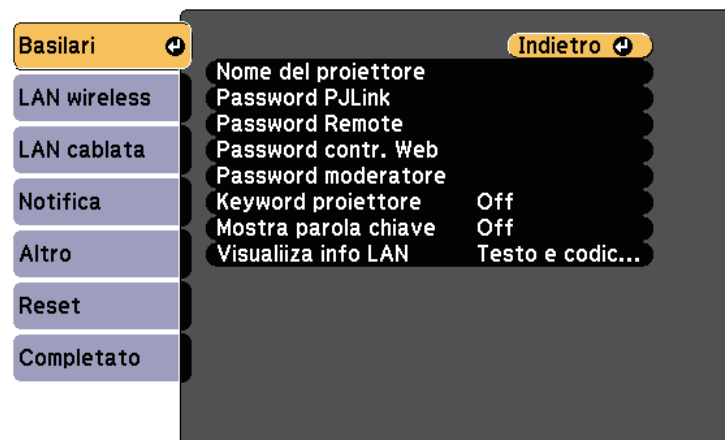 Basilari
Indietro
Nome del proiettore
LAN wireless
Password PJLink
Password Remote
LAN cablata
Password contr. Web
Password moderatore
Notifica
Keyword proiettore Off
Mostra parola chiave Off
Altro
Visualiiza info LAN Testo e codic...
Reset
Completato